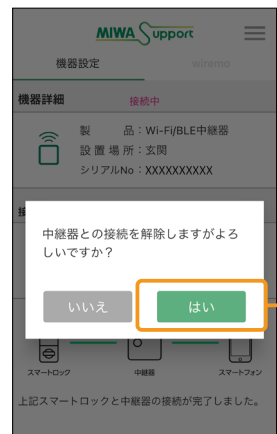 MIWA Support
機器設定 wiremo
機器詳細 接続中
製　　品：Wi-Fi/BLE中継器
設置場所：玄関
シリアルNo：XXXXXXXXXX
接
中継器との接続を解除しますがよろ
しいですか？
いいえ はい
スマートロック 中継器 スマートフォン
上記スマートロックと中継器の接続が完了しました。